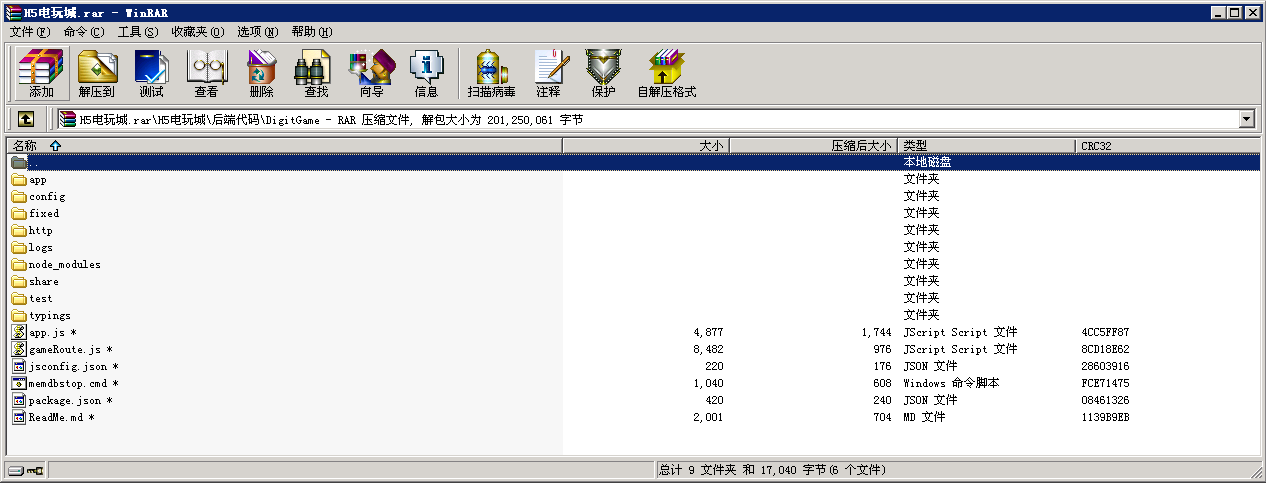 H5电玩城.rar - WinRAR
文件(F) 命令(C) 工具(S) 收藏夹(O) 选项(N) 帮助(H)
添加 解压到 测试 查看 删除 查找 向导 信息 扫描病毒 注释 保护 自解压格式
H5电玩城.rar\H5电玩城\后端代码\DigitGame - RAR 压缩文件, 解包大小为 201,250,061 字节
名称 大小 压缩后大小 类型 CRC32
.. 本地磁盘
app 文件夹
config 文件夹
fixed 文件夹
http 文件夹
logs 文件夹
node_modules 文件夹
share 文件夹
test 文件夹
typings 文件夹
app.js * 4,877 1,744 JScript Script 文件 4CC5FF87
gameRoute.js * 8,482 976 JScript Script 文件 8CD18E62
jsconfig.json * 220 176 JSON 文件 28603916
memdbstop.cmd * 1,040 608 Windows 命令脚本 FCE71475
package.json * 420 240 JSON 文件 08461326
ReadMe.md * 2,001 704 MD 文件 1139B9EB
总计 9 文件夹 和 17,040 字节(6 个文件)